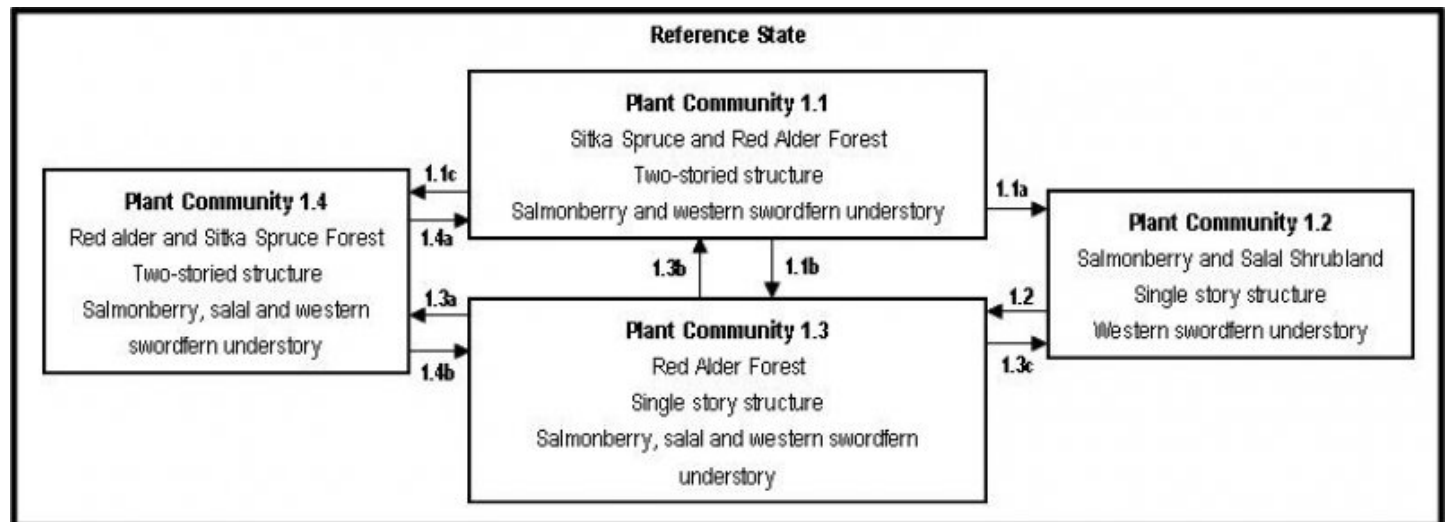 Reference State
Plant Community 1.1
Sitka Spruce and Red Alder Forest
Two-storied structure
Salmonberry and western swordfern understory
1.1c
1.4a
1.1a
Plant Community 1.4
Red alder and Sitka Spruce Forest
Two-storied structure
Salmonberry, salal and western
swordfern understory
Plant Community 1.2
Salmonberry and Salal Shrubland
Single story structure
Western swordfern understory
1.3b
1.1b
1.3a
1.4b
1.2
1.3c
Plant Community 1.3
Red Alder Forest
Single story structure
Salmonberry, salal and western swordfern
understory